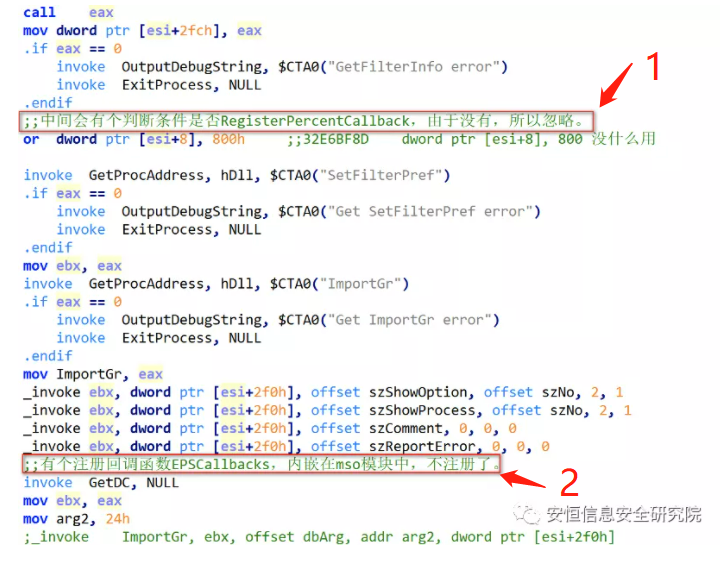 call    eax
mov dword ptr [esi+2fch], eax
.if eax == 0
    invoke  OutputDebugString, $CTA0("GetFilterInfo error")
    invoke  ExitProcess, NULL
.endif
;;中间会有个判断条件是否RegisterPercentCallback，由于没有，所以忽略。
or  dword ptr [esi+8], 800h     ;;32E6BF8D    dword ptr [esi+8], 800 没什么用
1
invoke  GetProcAddress, hDll, $CTA0("SetFilterPref")
.if eax == 0
    invoke  OutputDebugString, $CTA0("Get SetFilterPref error")
    invoke  ExitProcess, NULL
.endif
mov ebx, eax
invoke  GetProcAddress, hDll, $CTA0("ImportGr")
.if eax == 0
    invoke  OutputDebugString, $CTA0("Get ImportGr error")
    invoke  ExitProcess, NULL
.endif
mov ImportGr, eax
_invoke ebx, dword ptr [esi+2f0h], offset szShowOption, offset szNo, 2, 1
_invoke ebx, dword ptr [esi+2f0h], offset szShowProcess, offset szNo, 2, 1
_invoke ebx, dword ptr [esi+2f0h], offset szComment, 0, 0, 0
_invoke ebx, dword ptr [esi+2f0h], offset szReportError, 0, 0, 0
;;有个注册回调函数EPSCallbacks，内嵌在mso模块中，不注册了。
2
invoke  GetDC, NULL
mov ebx, eax
mov arg2, 24h
;_invoke    ImportGr, ebx, offset dbArg, addr arg2, dword ptr [esi+2f0h]
安恒信息安全研究院